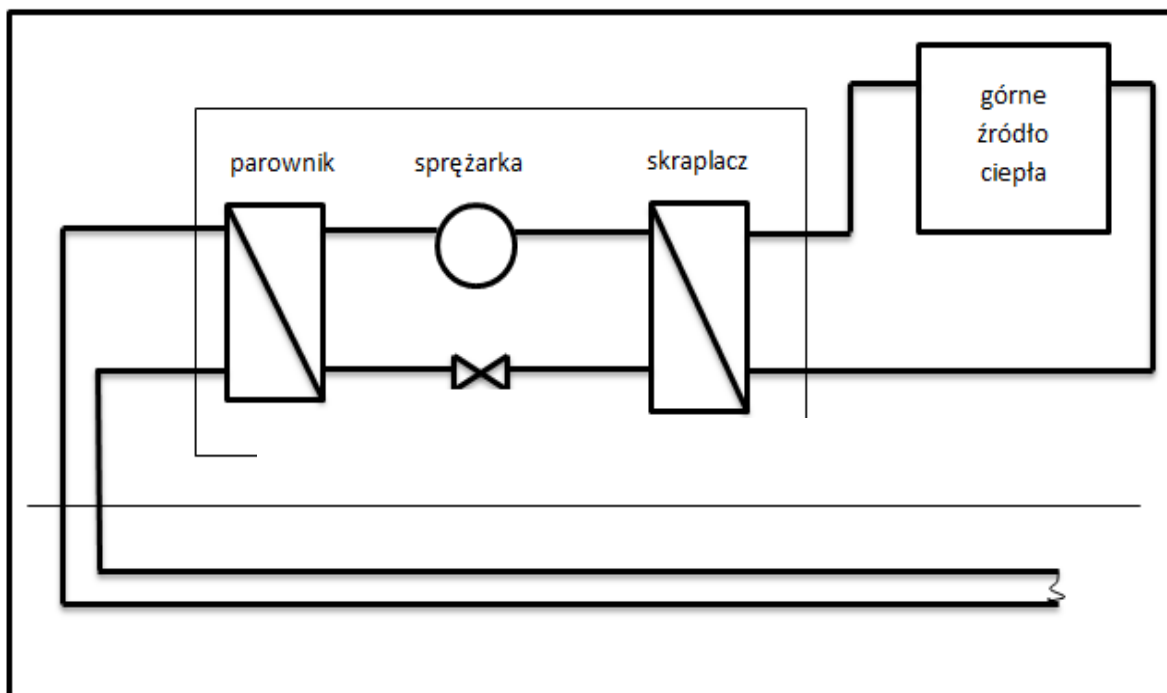 górne
źródło
ciepła
parownik
sprężarka
skraplacz